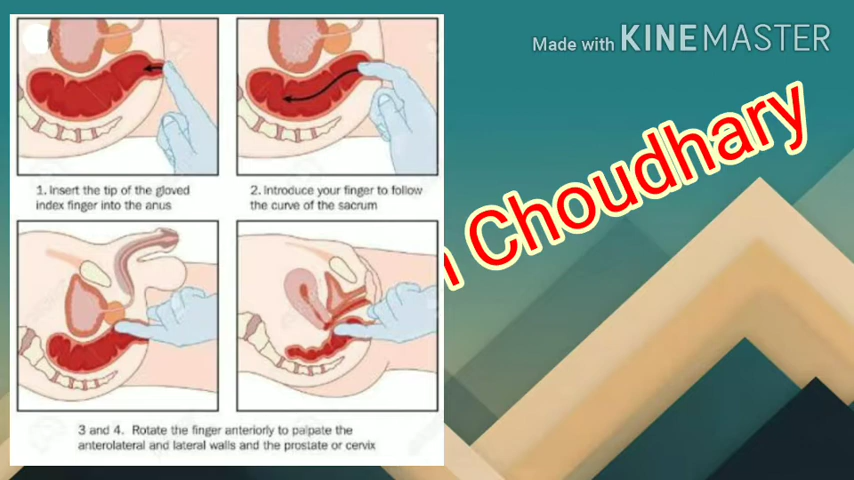 Made with KINEMASTER
Choudhary
1. Insert the tip of the gloved
index finger into the anus
2. Introduce your finger to follow
the curve of the sacrum
3 and 4. Rotate the finger anteriorly to palpate the
anterolateral and lateral walls and the prostate or cervix